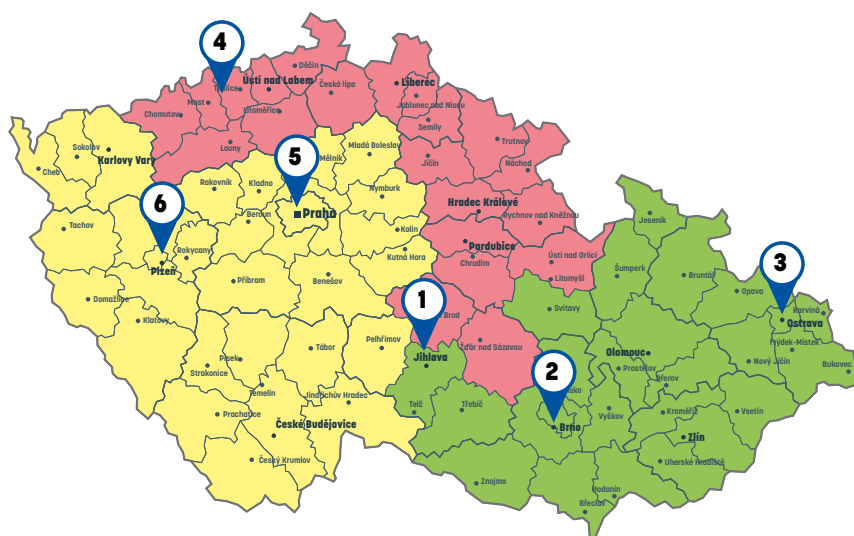 4
Děčín
Teplice
Ústí nad Labem
Česká lípa
Liberec
Most
Chomutov
Litoměřice
Jablonec nad Nisou
Semily
Trutnov
Louny
Mladá Boleslav
Jičín
Náchod
Sokolov
Karlovy Vary
Cheb
5
Mělník
Rakovník
Kladno
Nymburk
Hradec Králové
Rychnov nad Kněžnou
6
Praha
Beroun
Tachov
Kolín
Pardubice
Jeseník
Rokycany
Plzeň
Kutná Hora
Chrudim
Ústí nad Orlicí
Litomyšl
Šumperk
Bruntál
3
Příbram
Benešov
Opava
Domažlice
1
Brod
Svitavy
Karviná
Ostrava
Klatovy
Pelhřimov
Žďár nad Sázavou
Tábor
Jihlava
Olomouc
Frýdek-Místek
Nový Jičín
Bukovec
Písek
Strakonice
2
Prostějov
Přerov
Temelín
Jindřichův Hradec
sko
Prachatice
Telč
Třebíč
Vyškov
Kroměříž
Vsetín
České Budějovice
Brno
Zlín
Český Krumlov
Uherské Hradiště
Znojmo
Hodonín
Břeclav